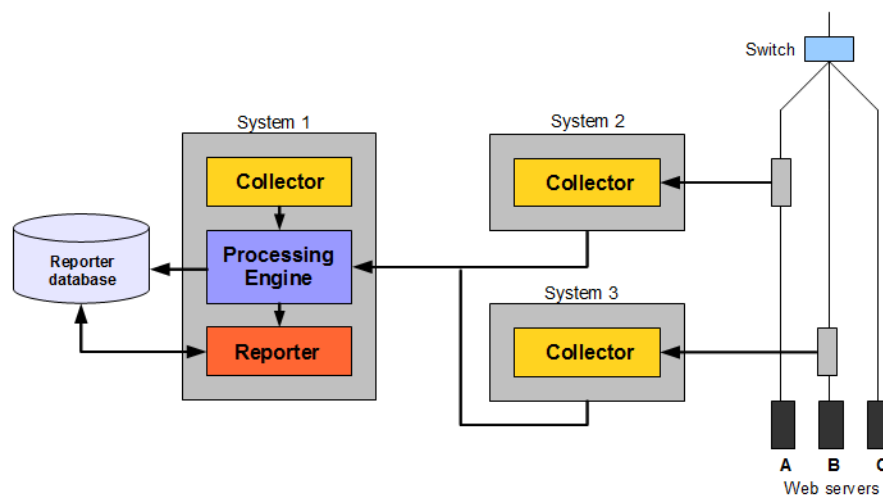 Switch
System 1
System 2
Collector
Collector
Processing
Engine
Reporter
database
System 3
Reporter
Collector
A B C
Web servers